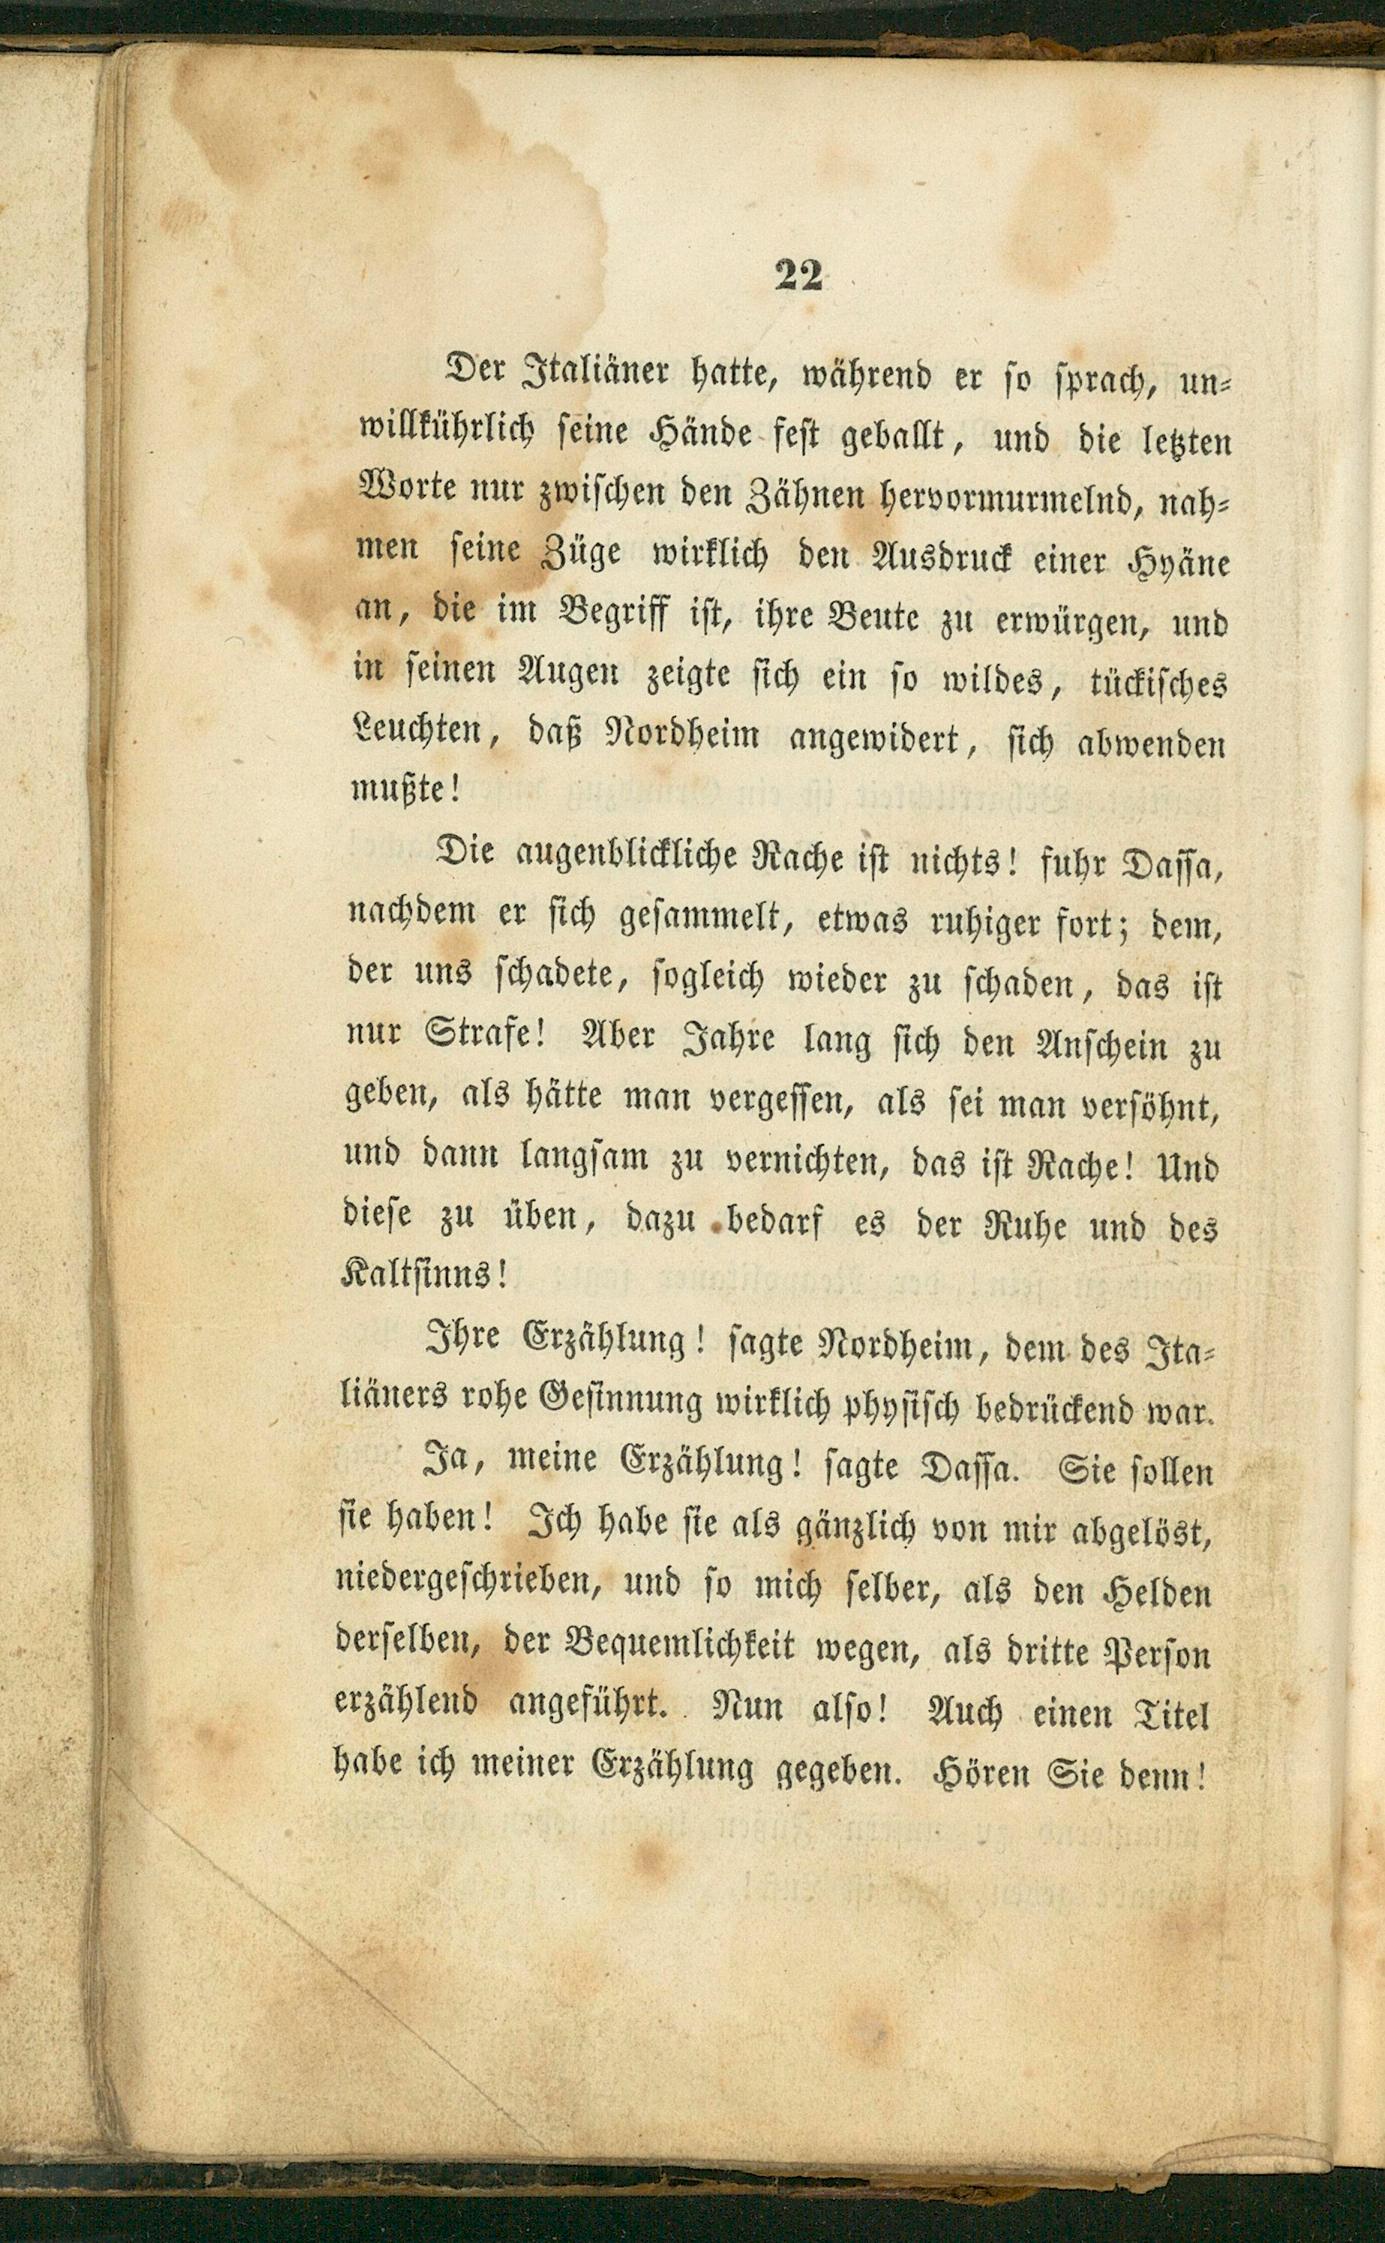 22
Der Italiäner hatte, während er so sprach, un-
willkührlich seine Hände fest geballt, und die letzten
Worte nur zwischen den Zähnen hervormurmelnd, nah-
men seine Züge wirklich den Ausdruck einer Hyäne
an, die im Begriff ist, ihre Beute zu erwürgen, und
in seinen Augen zeigte sich ein so wildes, tückisches
Leuchten, daß Nordheim angewidert, sich abwenden
mußte!
Die augenblickliche Rache ist nichts! fuhr Dassa,
nachdem er sich gesammelt, etwas ruhiger fort; dem,
der uns schadete, sogleich wieder zu schaden, das ist
nur Strafe! Aber Jahre lang sich den Anschein zu
geben, als hätte man vergessen, als sei man versöhnt,
und dann langsam zu vernichten, das ist Rache! Und
diese zu üben, dazu bedarf es der Ruhe und des
Kaltsinns!
Ihre Erzählung! sagte Nordheim, dem des Ita-
liäners rohe Gesinnung wirklich physisch bedrückend war.
Ja, meine Erzählung! sagte Dassa. Sie sollen
sie haben! Ich habe sie als gänzlich von mir abgelöst,
niedergeschrieben, und so mich selber, als den Helden
derselben, der Bequemlichkeit wegen, als dritte Person
erzählend angeführt. Nun also! Auch einen Titel
habe ich meiner Erzählung gegeben. Hören Sie denn!